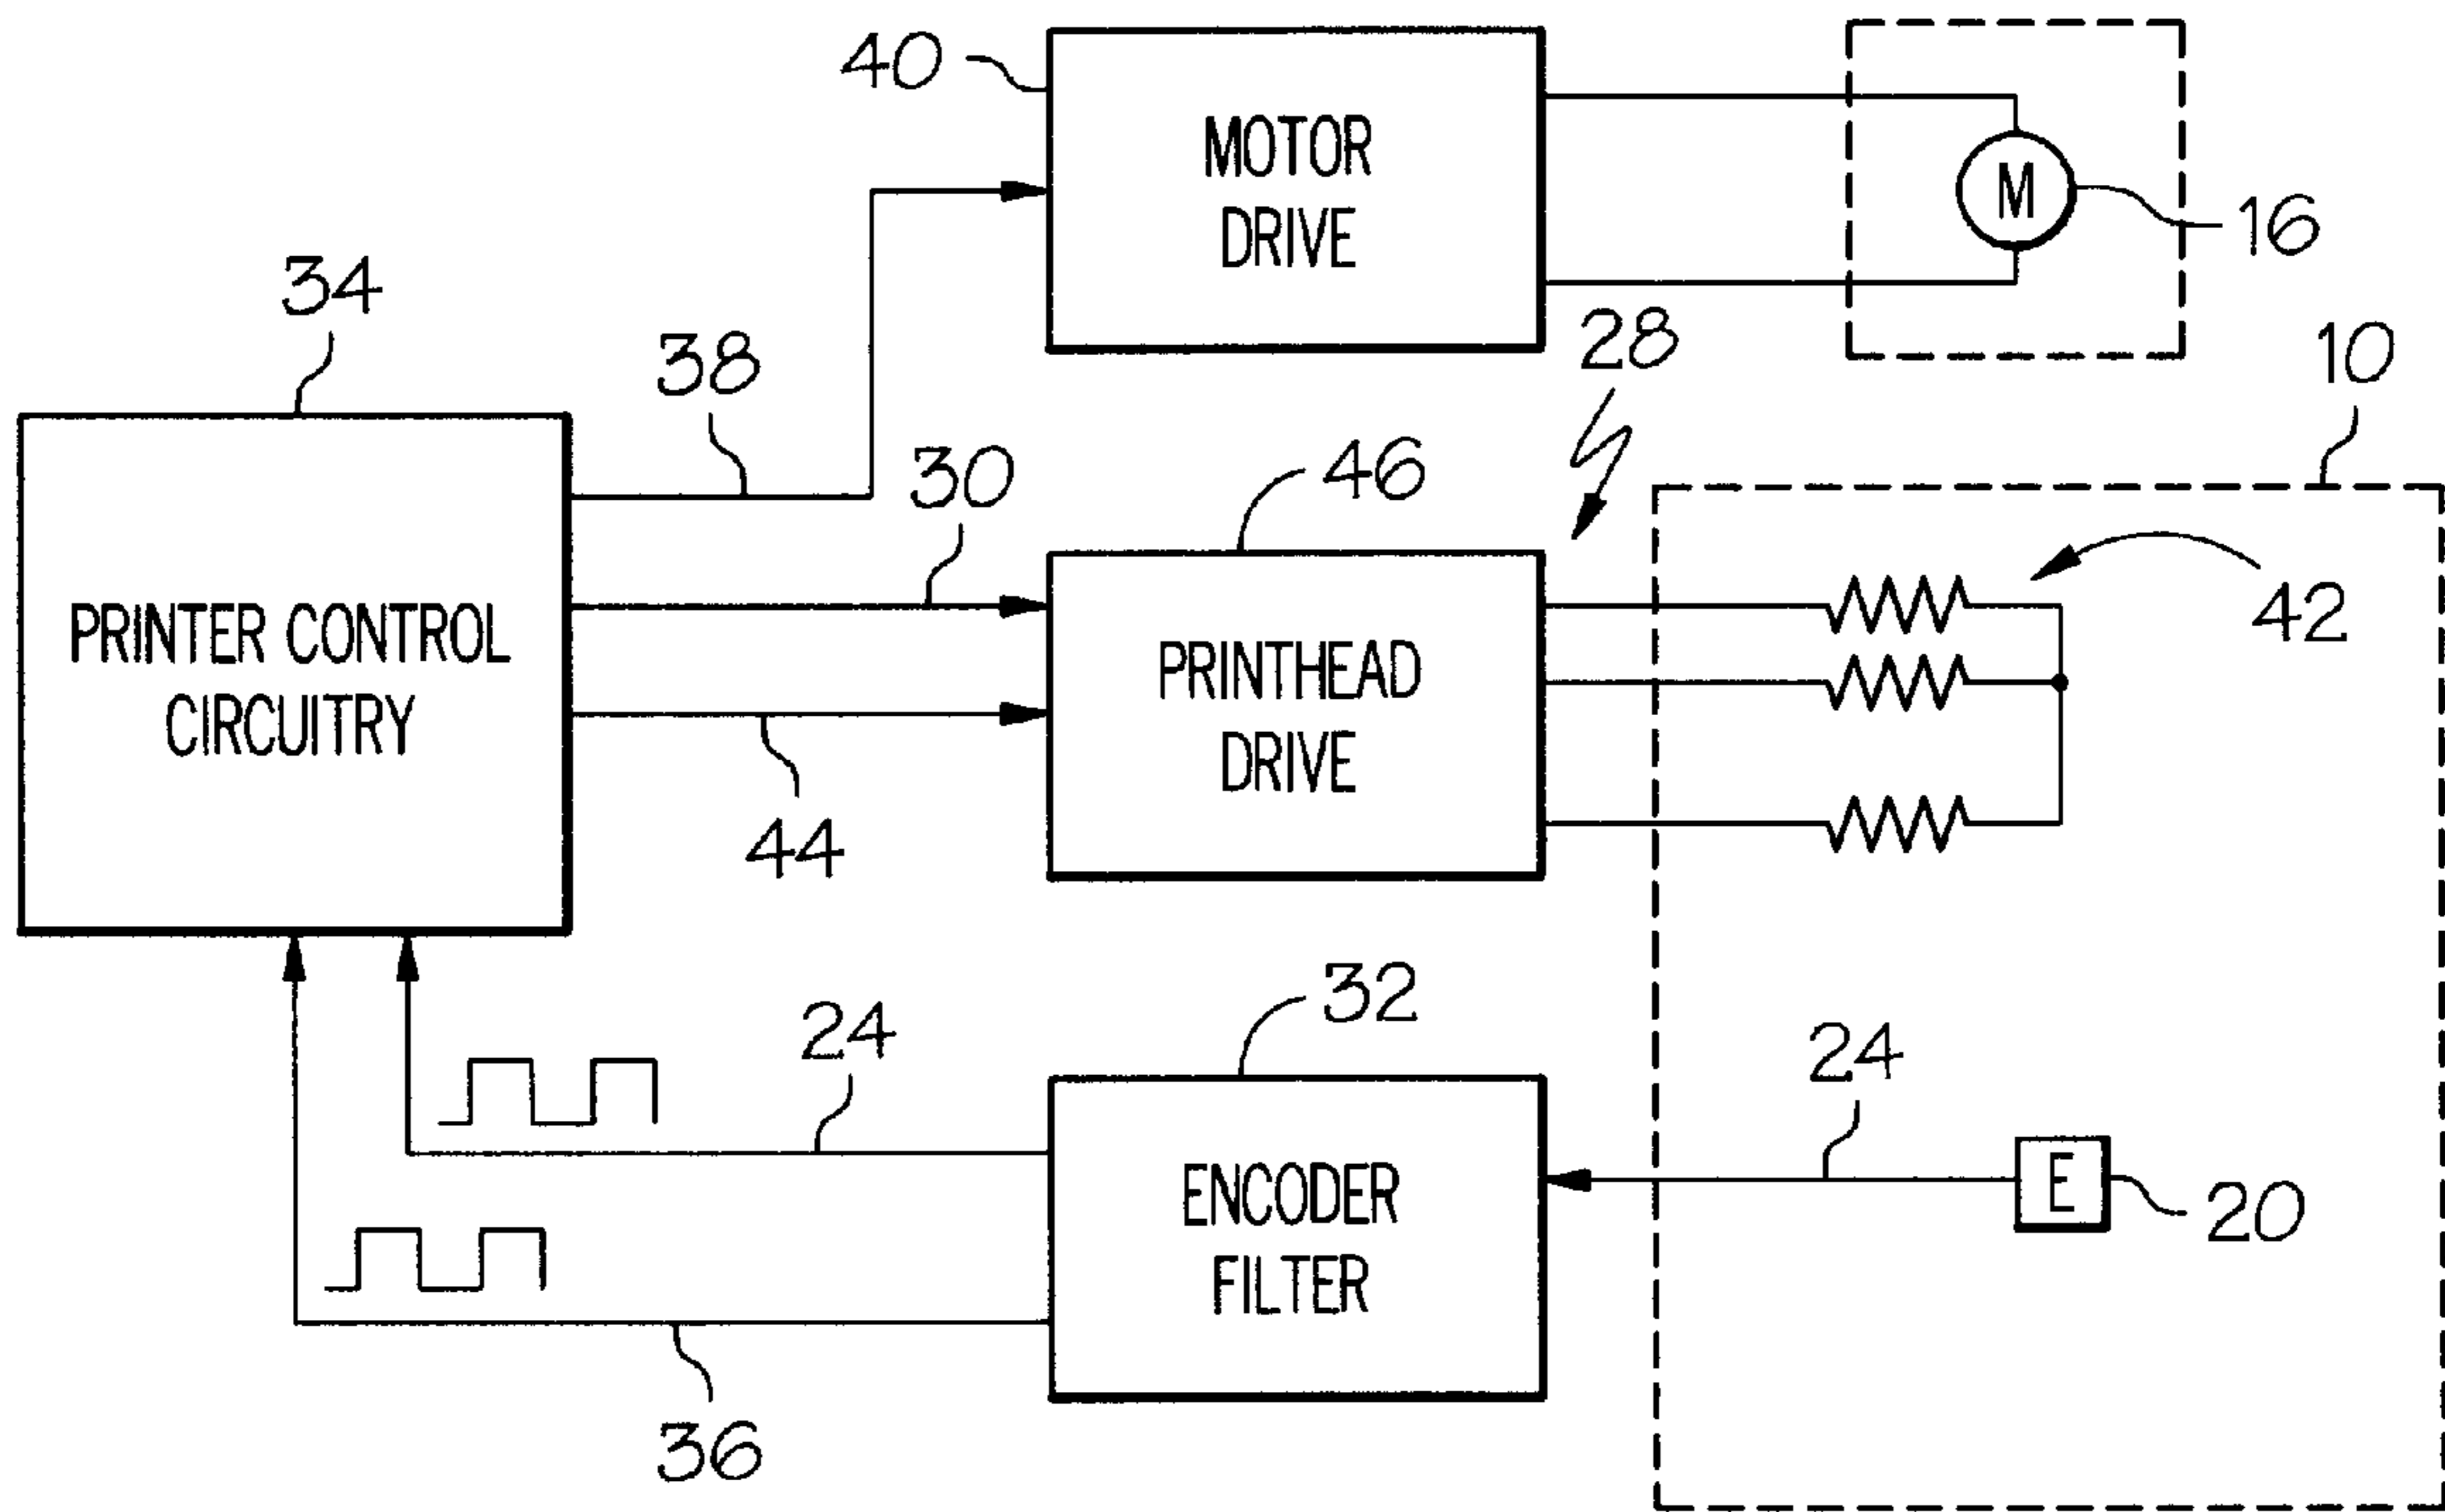 40
MOTOR
DRIVE
M
16
34
38
28
10
30
46
PRINTER CONTROL
CIRCUITRY
PRINTHEAD
DRIVE
42
44
32
24
24
ENCODER
FILTER
E
20
36